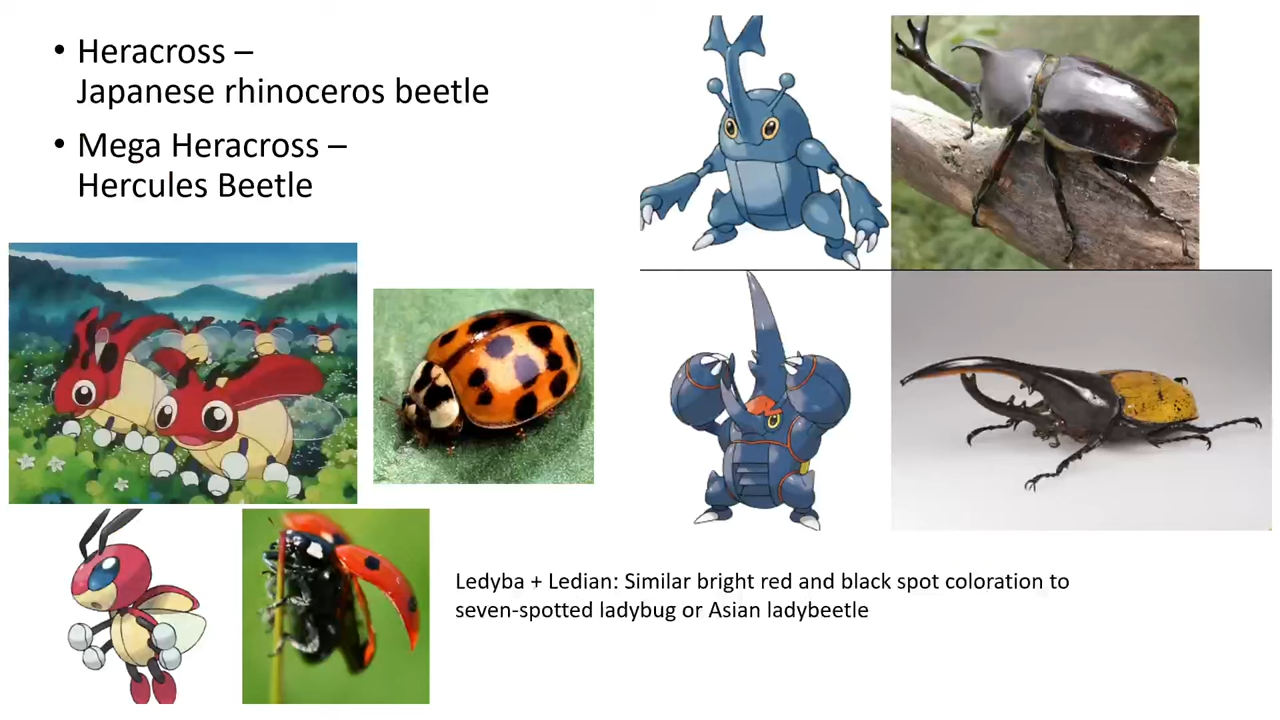 • Heracross –
Japanese rhinoceros beetle
• Mega Heracross –
Hercules Beetle
Ledyba + Ledian: Similar bright red and black spot coloration to
seven-spotted ladybug or Asian ladybeetle